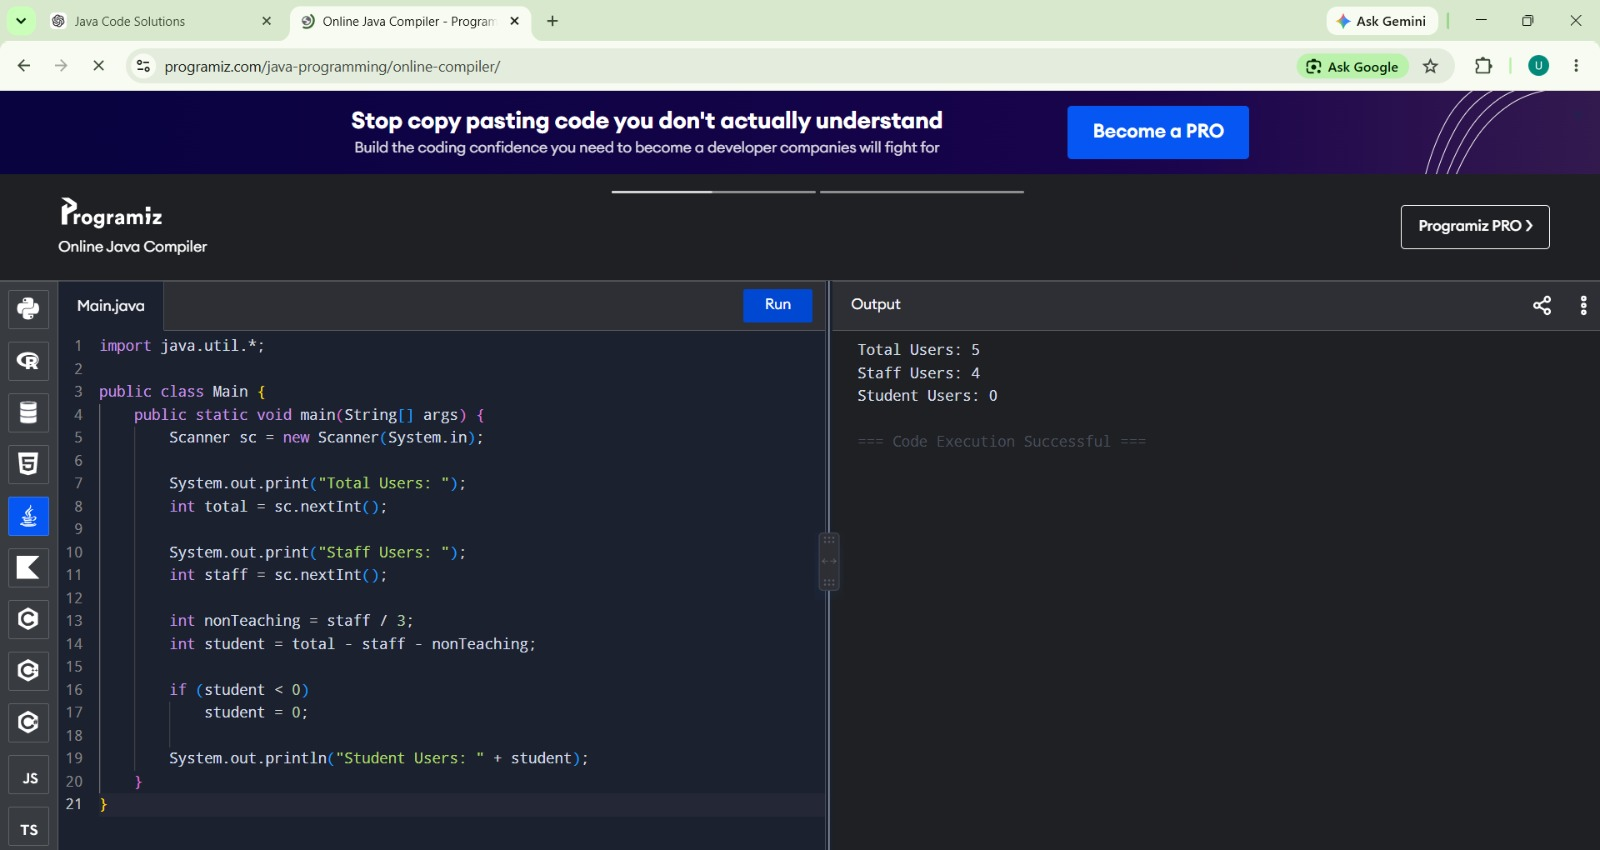 Java Code Solutions
Online Java Compiler - Program
Ask Gemini
programiz.com/java-programming/online-compiler/
Ask Google
U
Stop copy pasting code you don't actually understand
Build the coding confidence you need to become a developer companies will fight for
Become a PRO
Programiz
Online Java Compiler
Programiz PRO >
Main.java
Run
Output
1 import java.util.*;
2
3 public class Main {
4 public static void main(String[] args) {
5 Scanner sc = new Scanner(System.in);
6
7 System.out.print("Total Users: ");
8 int total = sc.nextInt();
9
10 System.out.print("Staff Users: ");
11 int staff = sc.nextInt();
12
13 int nonTeaching = staff / 3;
14 int student = total - staff - nonTeaching;
15
16 if (student < 0)
17 student = 0;
18
19 System.out.println("Student Users: " + student);
20 }
21 }
Total Users: 5
Staff Users: 4
Student Users: 0
=== Code Execution Successful ===
R
5
C
C
C
JS
TS